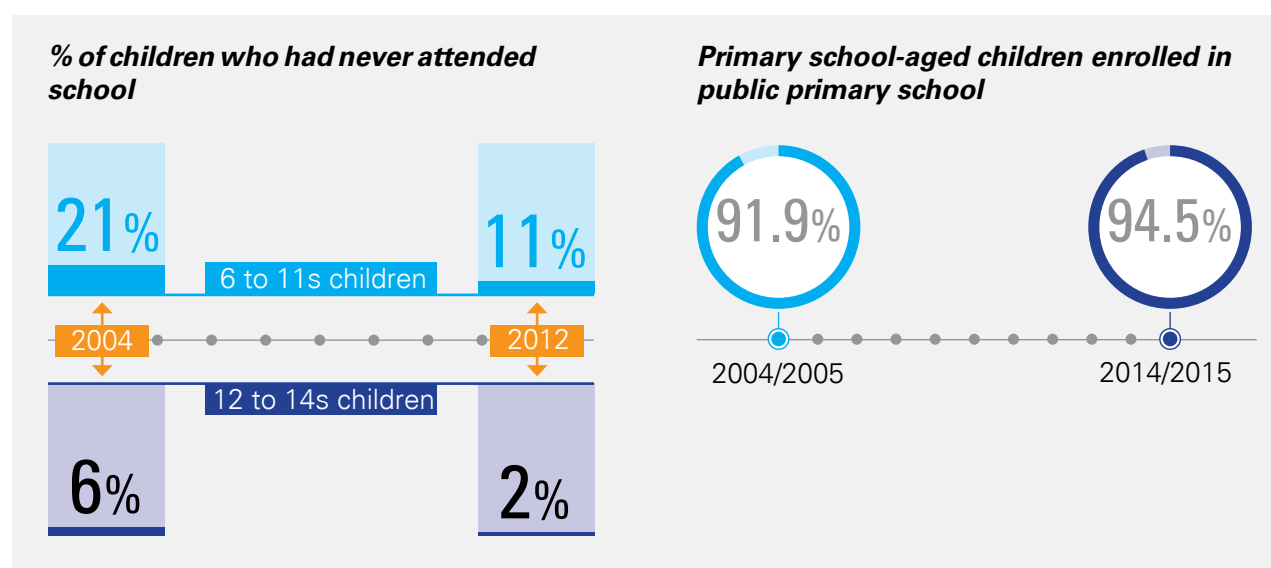 % of children who had never attended
school
21%
11%
6 to 11s children
2004
2012
12 to 14s children
6%
2%
Primary school-aged children enrolled in
public primary school
91.9%
94.5%
2004/2005
2014/2015